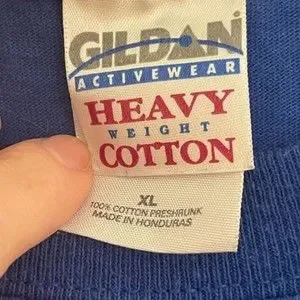 GILDAN
ACTIVEWEAR
HEAVY
WEIGHT
COTTON
XL
100% COTTON PRESHRUNK
MADE IN HONDURAS